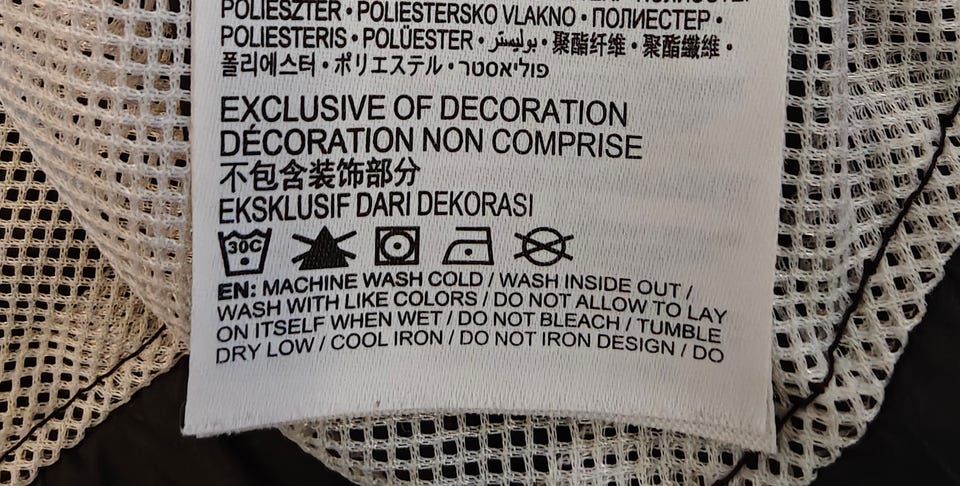 POLIESZTER • POLIESTERSKO VLAKNO • ПОЛИЕСТЕР •
POLIESTERIS • POLÜESTER • بوليستر • 聚酯纤维 • 聚酯纖維 •
폴리에스터 • ポリエステル • פוליאסטר
EXCLUSIVE OF DECORATION
DÉCORATION NON COMPRISE
不包含装饰部分
EKSKLUSIF DARI DEKORASI
30C
EN: MACHINE WASH COLD / WASH INSIDE OUT /
WASH WITH LIKE COLORS / DO NOT ALLOW TO LAY
ON ITSELF WHEN WET / DO NOT BLEACH / TUMBLE
DRY LOW / COOL IRON / DO NOT IRON DESIGN / DO